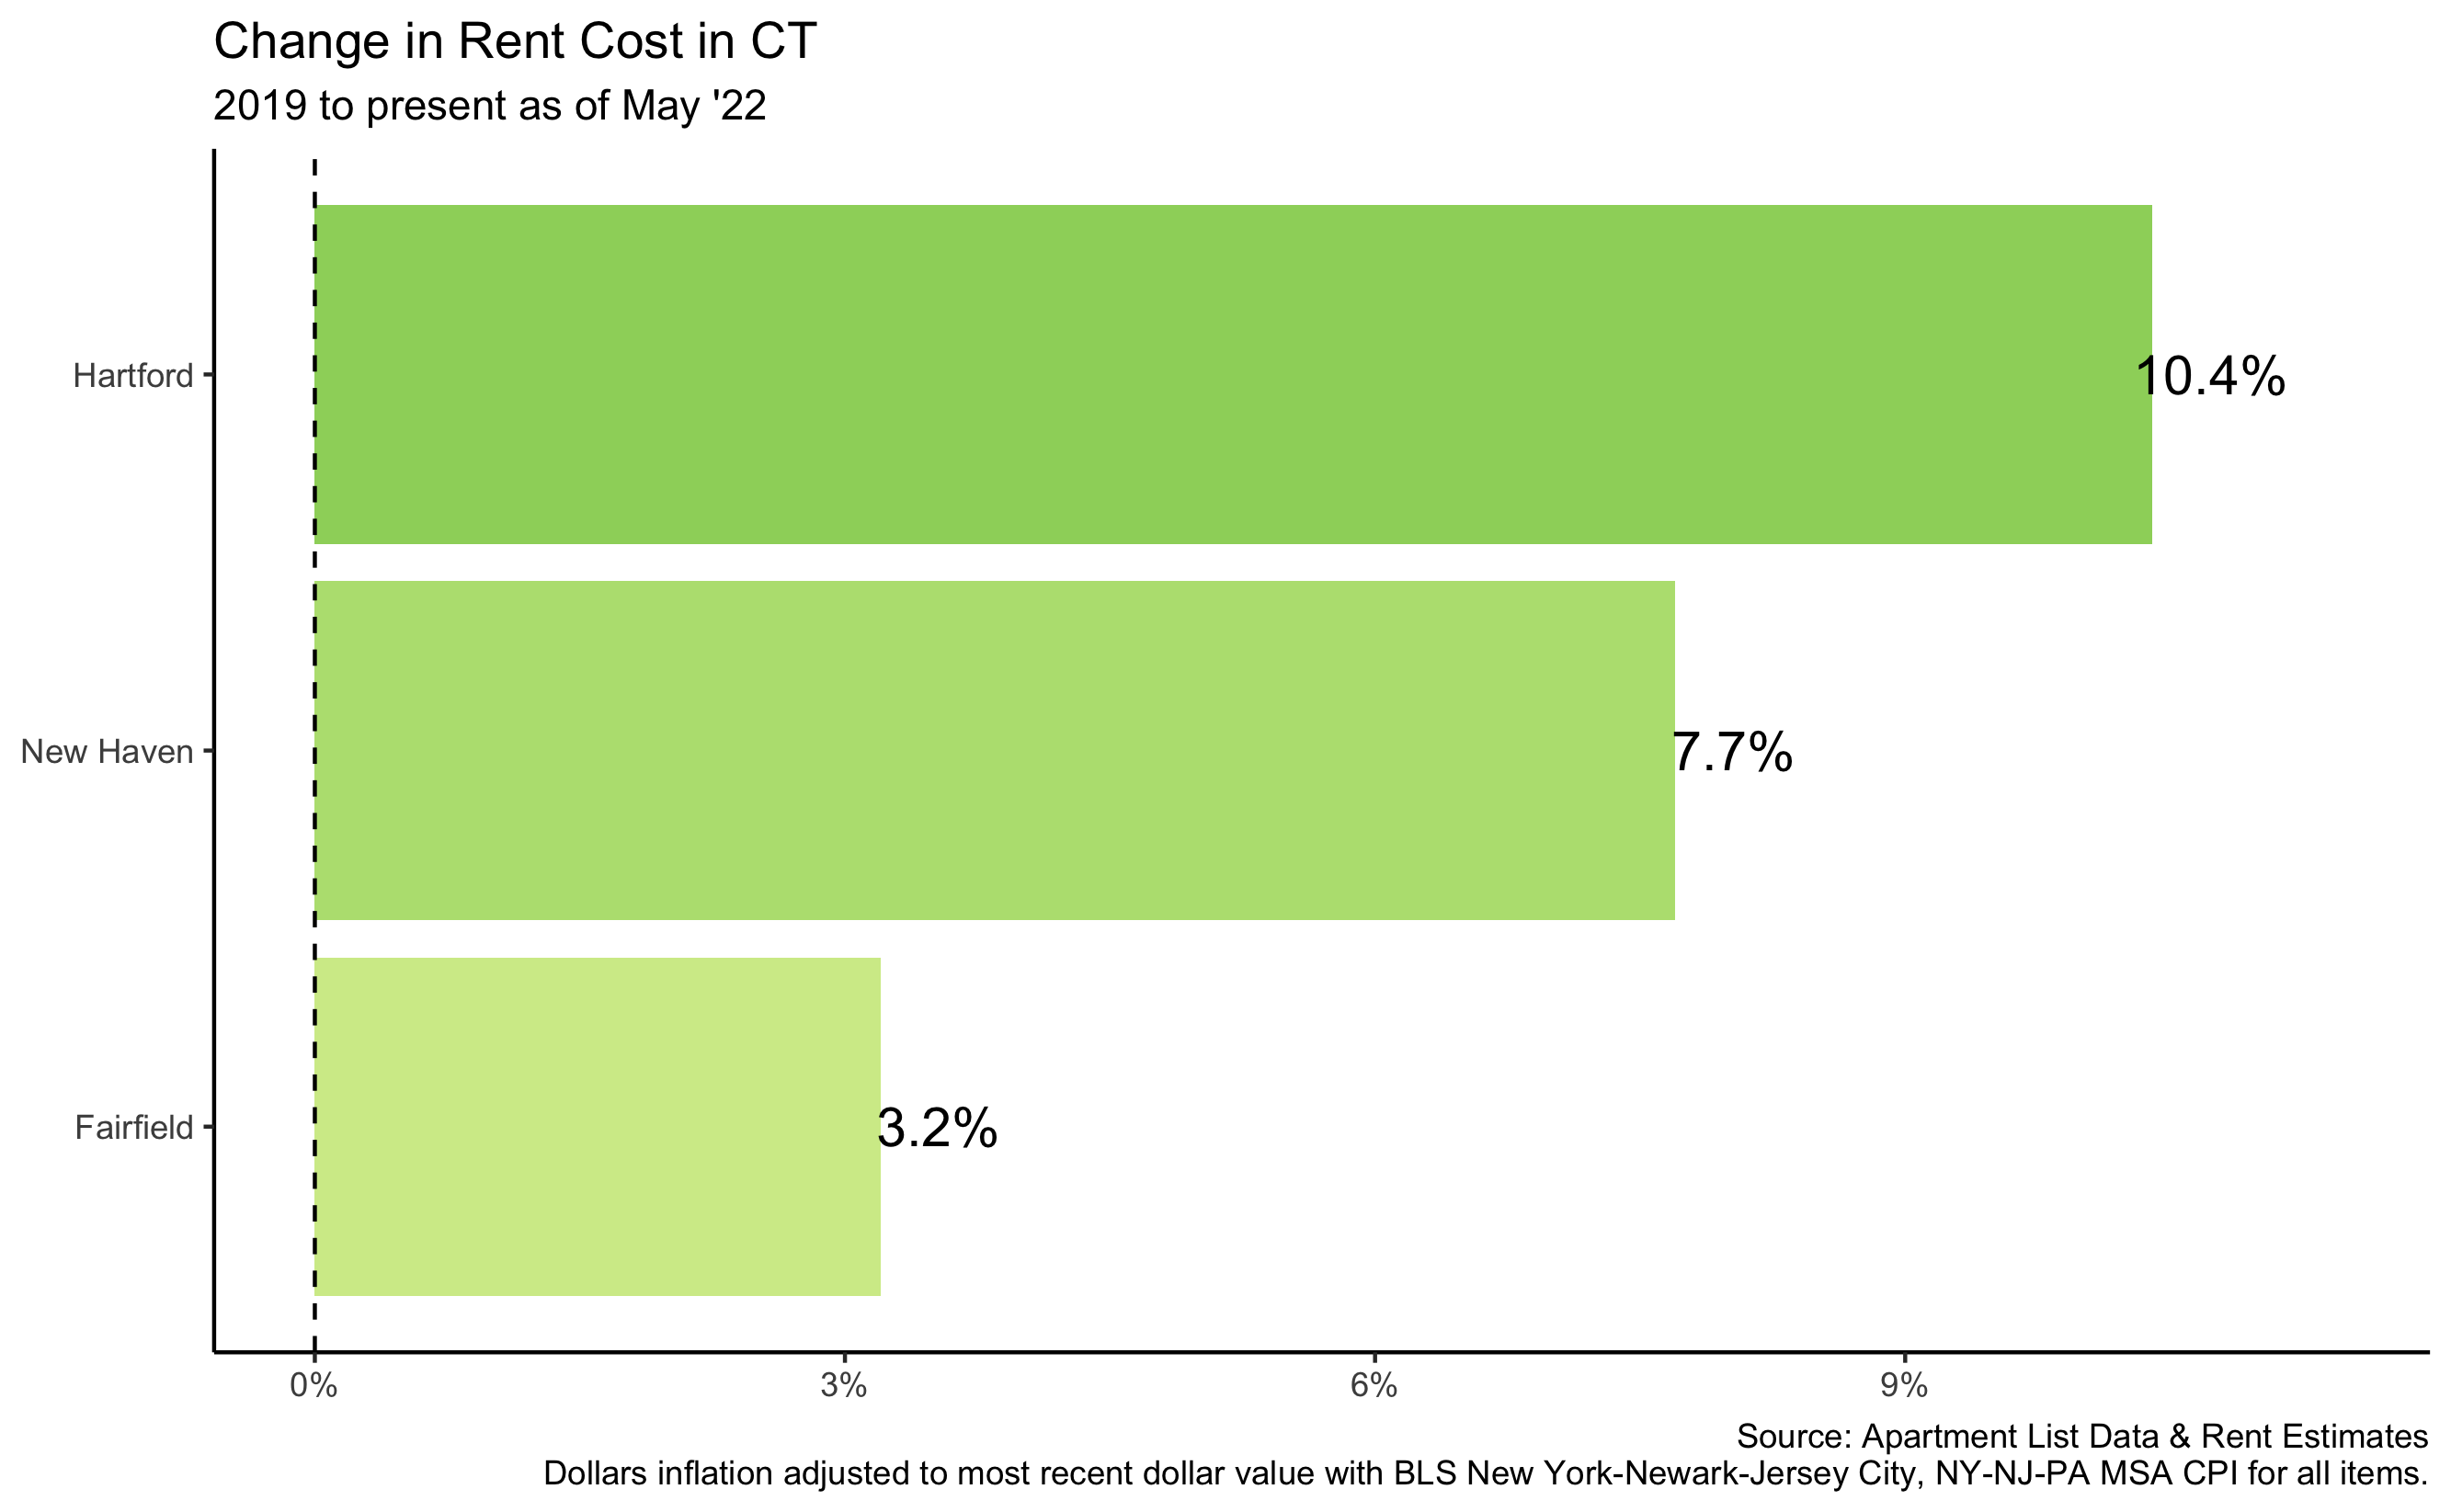 Change in Rent Cost in CT
2019 to present as of May '22
Hartford
10.4%
New Haven
7.7%
Fairfield
3.2%
0% 3% 6% 9%
Source: Apartment List Data & Rent Estimates
Dollars inflation adjusted to most recent dollar value with BLS New York-Newark-Jersey City, NY-NJ-PA MSA CPI for all items.